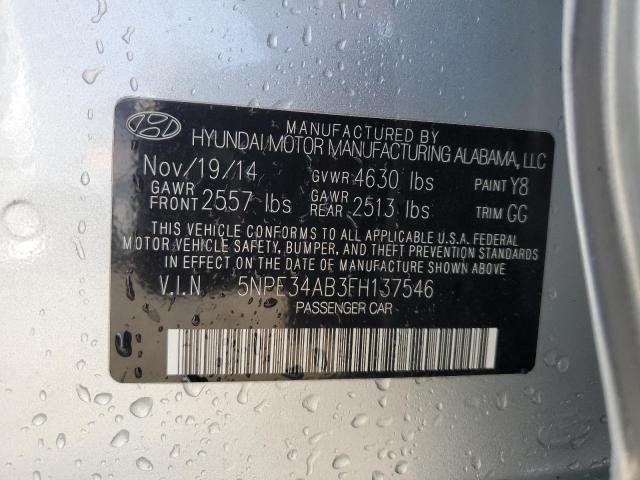 MANUFACTURED BY
HYUNDAI MOTOR MANUFACTURING ALABAMA, LLC
Nov/19/14 GVWR 4630 lbs PAINT Y8
GAWR FRONT 2557 lbs GAWR REAR 2513 lbs TRIM GG
THIS VEHICLE CONFORMS TO ALL APPLICABLE U.S.A. FEDERAL
MOTOR VEHICLE SAFETY, BUMPER, AND THEFT PREVENTION STANDARDS
IN EFFECT ON THE DATE OF MANUFACTURE SHOWN ABOVE
V.I.N 5NPE34AB3FH137546
PASSENGER CAR